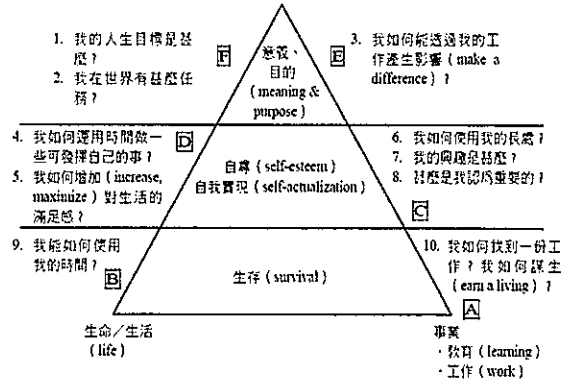 1. 我的人生目標是甚
麼？
2. 我在世界有甚麼任
務？
F
意義、
目的
(meaning &
purpose)
E
3. 我如何能透過我的工
作產生影響 (make a
difference)？
4. 我如何運用時間做一
些可發揮自己的事？
D
5. 我如何增加 (increase,
maximize) 對生活的
滿足感？
自尊 (self-esteem)
自我實現 (self-actualization)
6. 我如何使用我的長處？
7. 我的興趣是甚麼？
8. 甚麼是我認為重要的？
C
9. 我能如何使用
我的時間？
B
生存 (survival)
10. 我如何找到一份工
作？我如何謀生
(earn a living)？
A
生命／生活
(life)
事業
·教育 (learning)
·工作 (work)